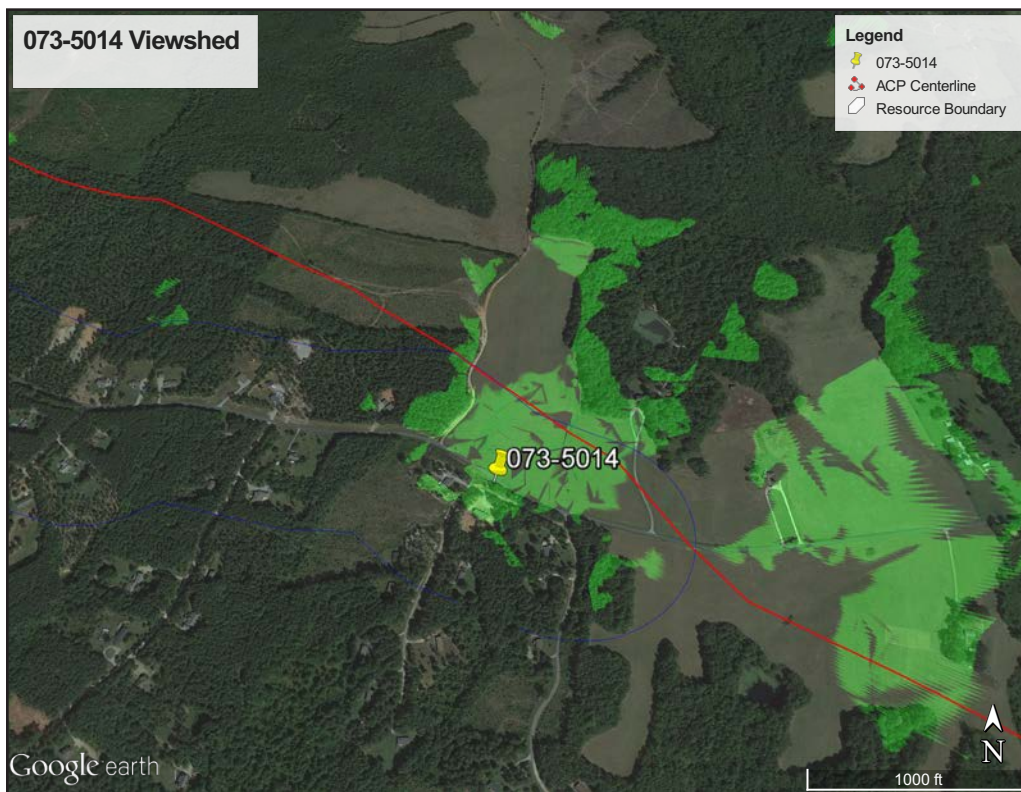 073-5014 Viewshed
Legend
073-5014
ACP Centerline
Resource Boundary
073-5014
N
Google earth
1000 ft